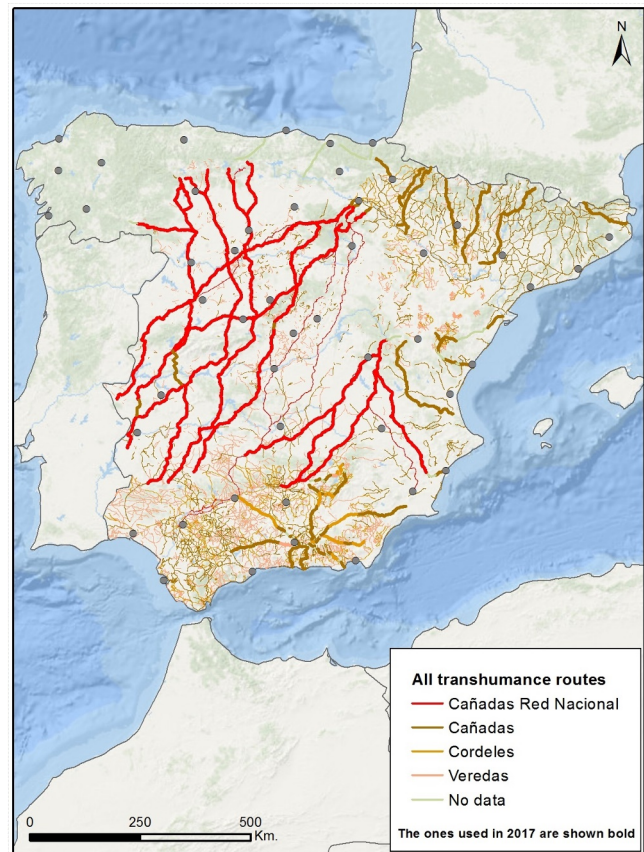 N
All transhumance routes
Cañadas Red Nacional
Cañadas
Cordeles
Veredas
No data
The ones used in 2017 are shown bold
0 250 500
Km.